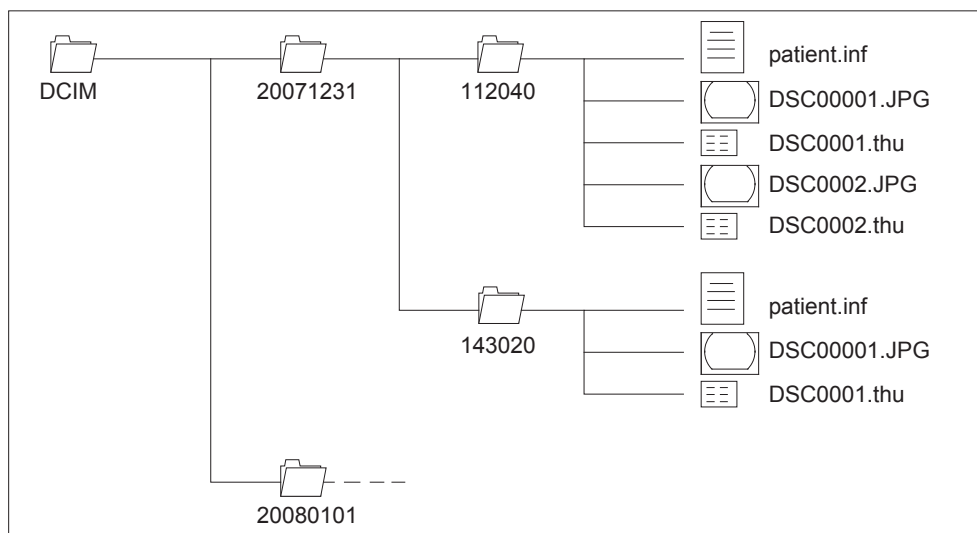 patient.inf
DCIM 20071231 112040 DSC00001.JPG
DSC0001.thu
DSC0002.JPG
DSC0002.thu
patient.inf
143020 DSC00001.JPG
DSC0001.thu
20080101